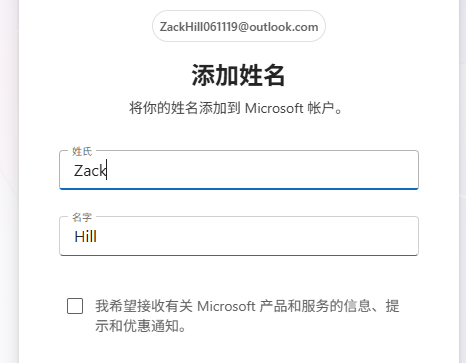 ZackHill061119@outlook.com
添加姓名
将你的姓名添加到 Microsoft 帐户。
姓氏
Zack
名字
Hill
我希望接收有关 Microsoft 产品和服务的信息、提
示和优惠通知。